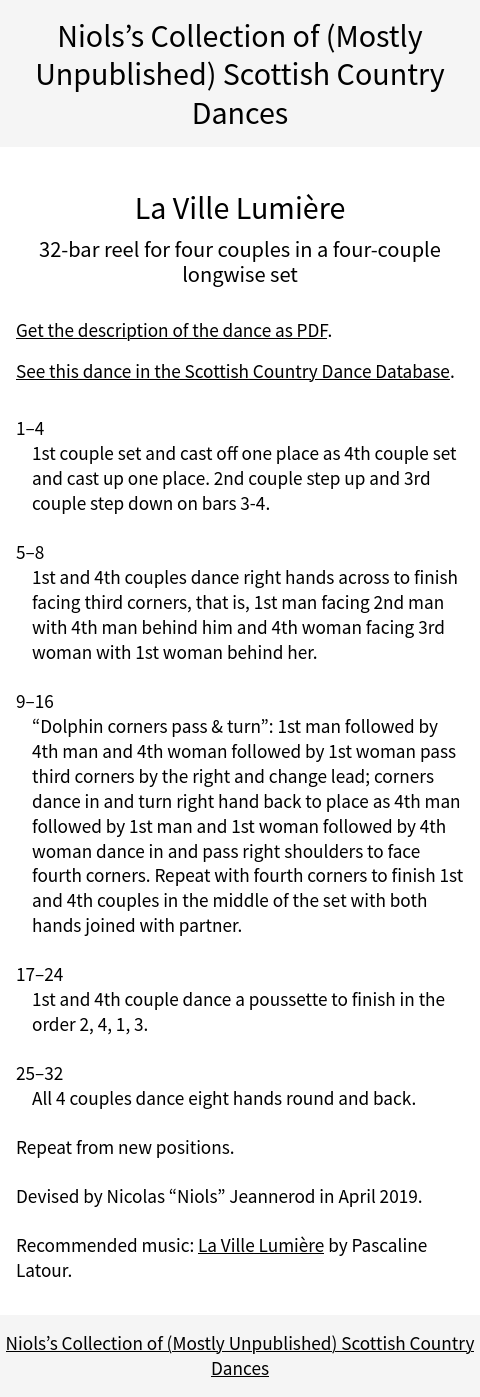 Niols’s Collection of (Mostly
Unpublished) Scottish Country
Dances
La Ville Lumière
32-bar reel for four couples in a four-couple
longwise set
Get the description of the dance as PDF.
See this dance in the Scottish Country Dance Database.
1–4
1st couple set and cast off one place as 4th couple set
and cast up one place. 2nd couple step up and 3rd
couple step down on bars 3-4.
5–8
1st and 4th couples dance right hands across to finish
facing third corners, that is, 1st man facing 2nd man
with 4th man behind him and 4th woman facing 3rd
woman with 1st woman behind her.
9–16
“Dolphin corners pass & turn”: 1st man followed by
4th man and 4th woman followed by 1st woman pass
third corners by the right and change lead; corners
dance in and turn right hand back to place as 4th man
followed by 1st man and 1st woman followed by 4th
woman dance in and pass right shoulders to face
fourth corners. Repeat with fourth corners to finish 1st
and 4th couples in the middle of the set with both
hands joined with partner.
17–24
1st and 4th couple dance a poussette to finish in the
order 2, 4, 1, 3.
25–32
All 4 couples dance eight hands round and back.
Repeat from new positions.
Devised by Nicolas “Niols” Jeannerod in April 2019.
Recommended music: La Ville Lumière by Pascaline
Latour.
Niols’s Collection of (Mostly Unpublished) Scottish Country
Dances